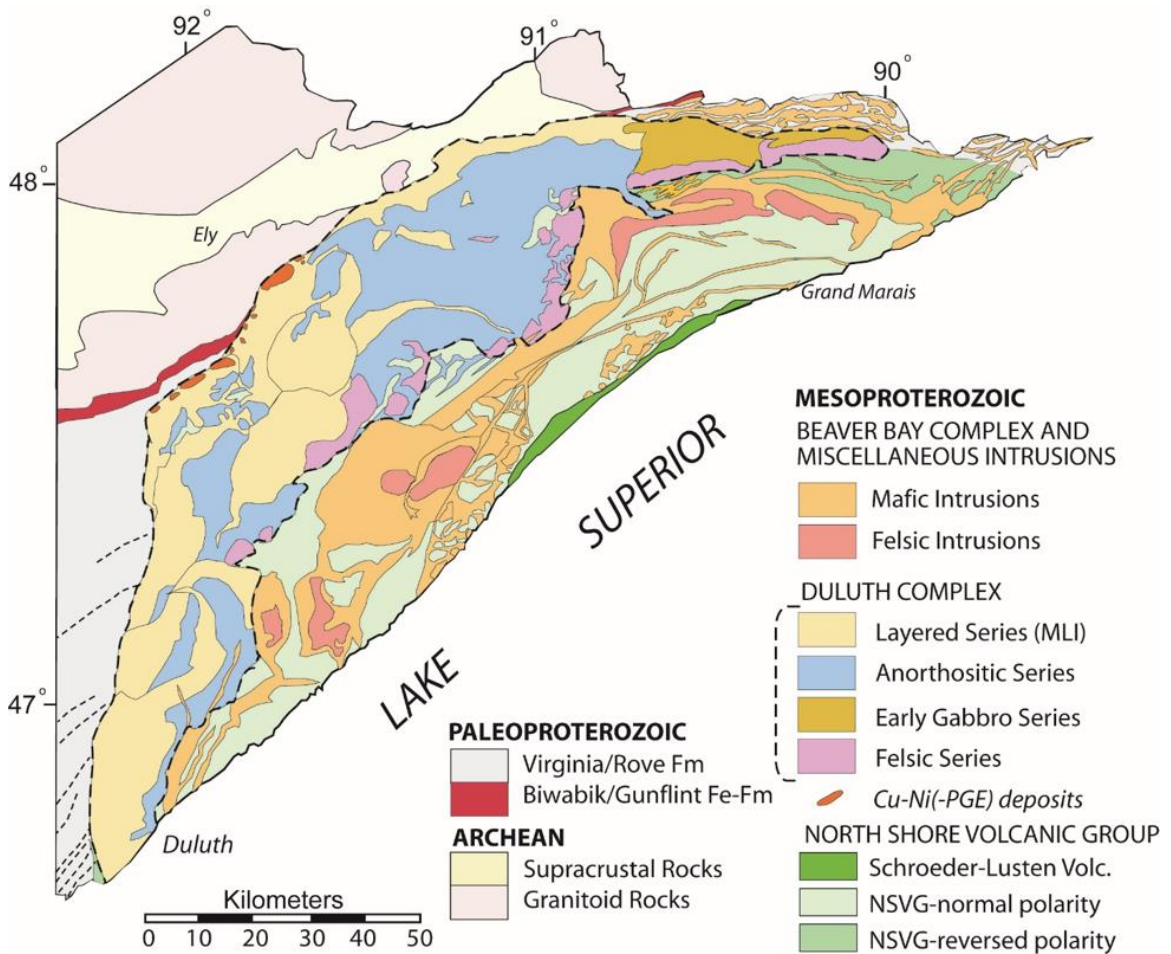 92°
91°
90°
48°
Ely
Grand Marais
47°
LAKE SUPERIOR
Duluth
Kilometers
0 10 20 30 40 50
MESOPROTEROZOIC
BEAVER BAY COMPLEX AND
MISCELLANEOUS INTRUSIONS
Mafic Intrusions
Felsic Intrusions
DULUTH COMPLEX
Layered Series (MLI)
Anorthositic Series
Early Gabbro Series
Felsic Series
Cu-Ni(-PGE) deposits
NORTH SHORE VOLCANIC GROUP
Schroeder-Lusten Volc.
NSVG-normal polarity
NSVG-reversed polarity
PALEOPROTEROZOIC
Virginia/Rove Fm
Biwabik/Gunflint Fe-Fm
ARCHEAN
Supracrustal Rocks
Granitoid Rocks